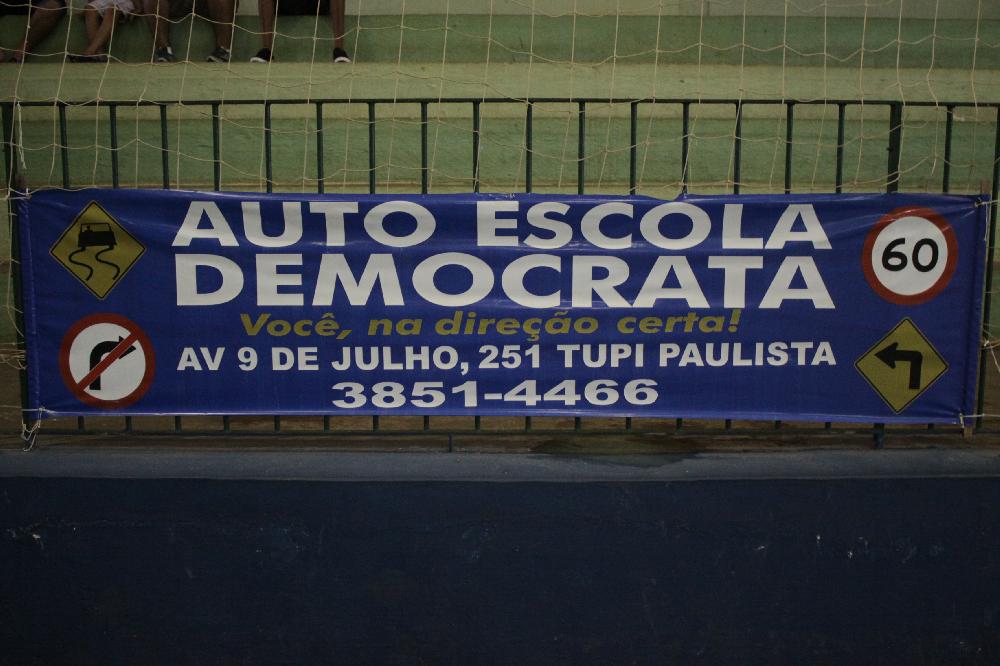 AUTO ESCOLA
DEMOCRATA
Você, na direção certa!
AV 9 DE JULHO, 251 TUPI PAULISTA
3851-4466
60